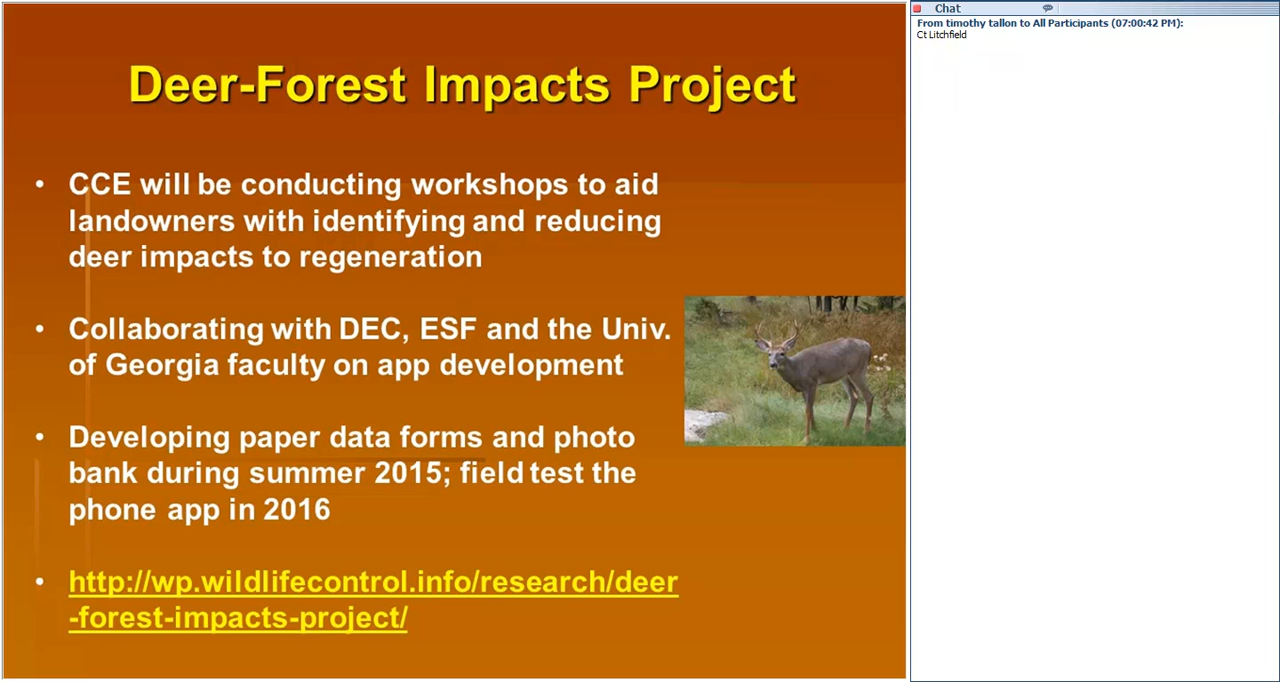 Deer-Forest Impacts Project
• CCE will be conducting workshops to aid
landowners with identifying and reducing
deer impacts to regeneration
• Collaborating with DEC, ESF and the Univ.
of Georgia faculty on app development
• Developing paper data forms and photo
bank during summer 2015; field test the
phone app in 2016
• http://wp.wildlifecontrol.info/research/deer
-forest-impacts-project/
Chat
From timothy tallon to All Participants (07:00:42 PM):
Ct Litchfield